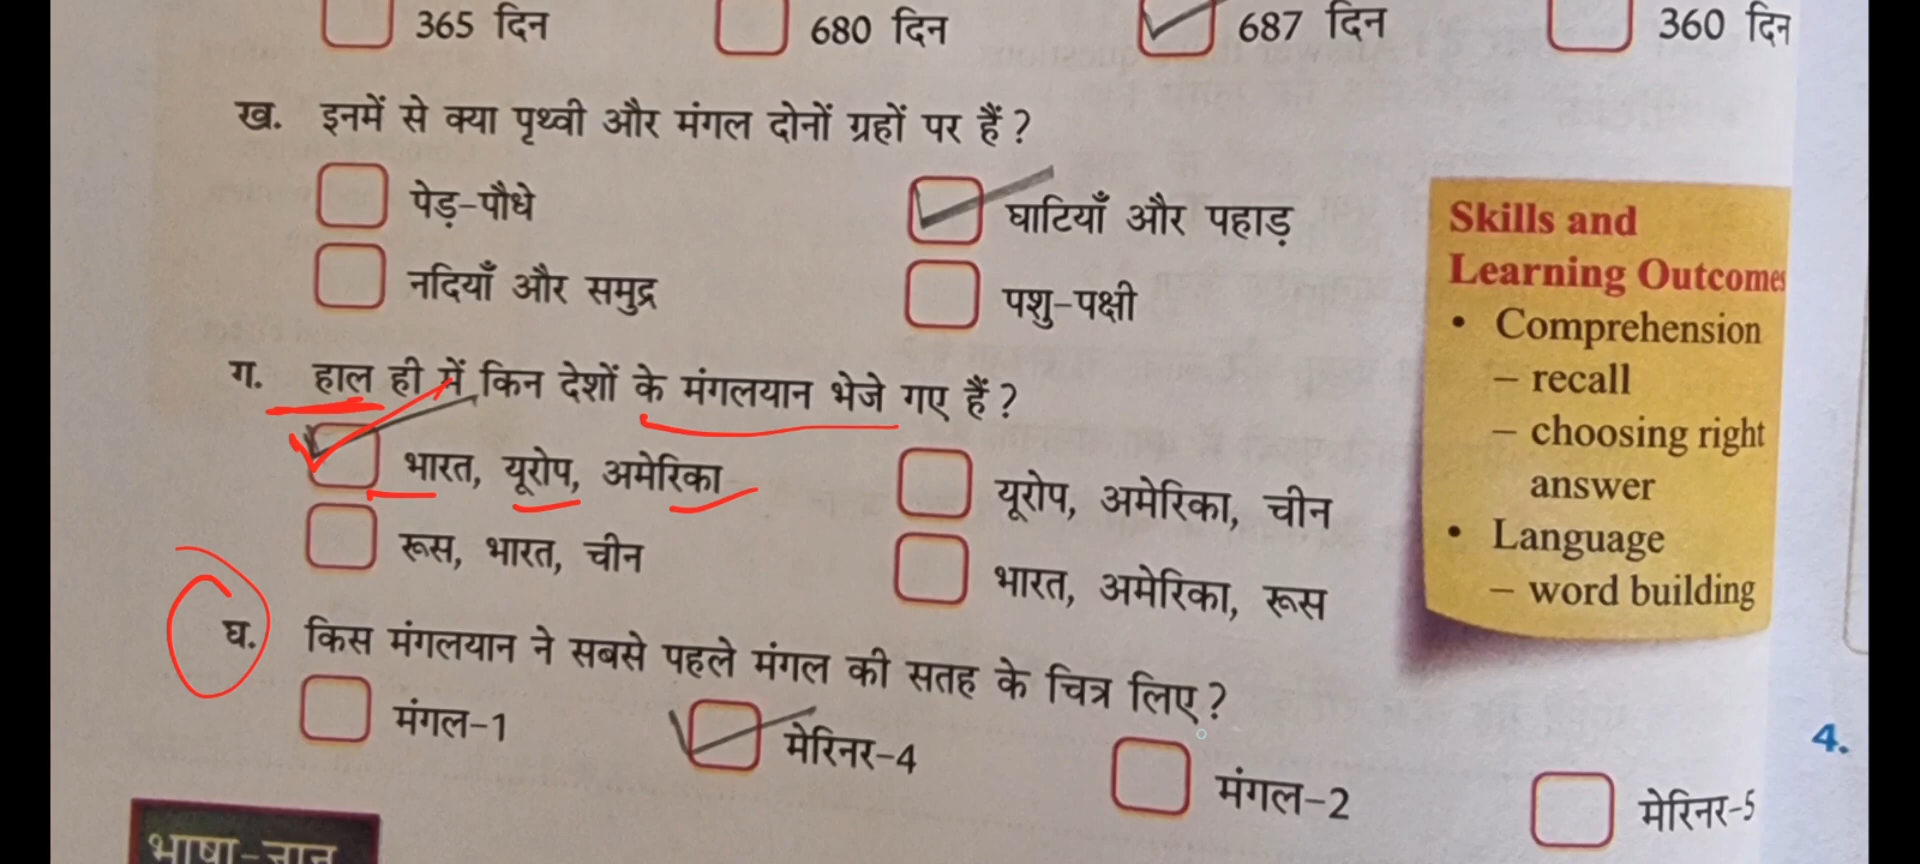 365 दिन 680 दिन 687 दिन 360 दिन
ख. इनमें से क्या पृथ्वी और मंगल दोनों ग्रहों पर हैं ?
पेड़-पौधे घाटियाँ और पहाड़
नदियाँ और समुद्र पशु-पक्षी
ग. हाल ही में किन देशों के मंगलयान भेजे गए हैं ?
भारत, यूरोप, अमेरिका यूरोप, अमेरिका, चीन
रूस, भारत, चीन भारत, अमेरिका, रूस
घ. किस मंगलयान ने सबसे पहले मंगल की सतह के चित्र लिए ?
मंगल-1 मेरिनर-4 मंगल-2 मेरिनर-5
Skills and
Learning Outcomes
• Comprehension
– recall
– choosing right
answer
• Language
– word building
4.
भाषा-ज्ञान